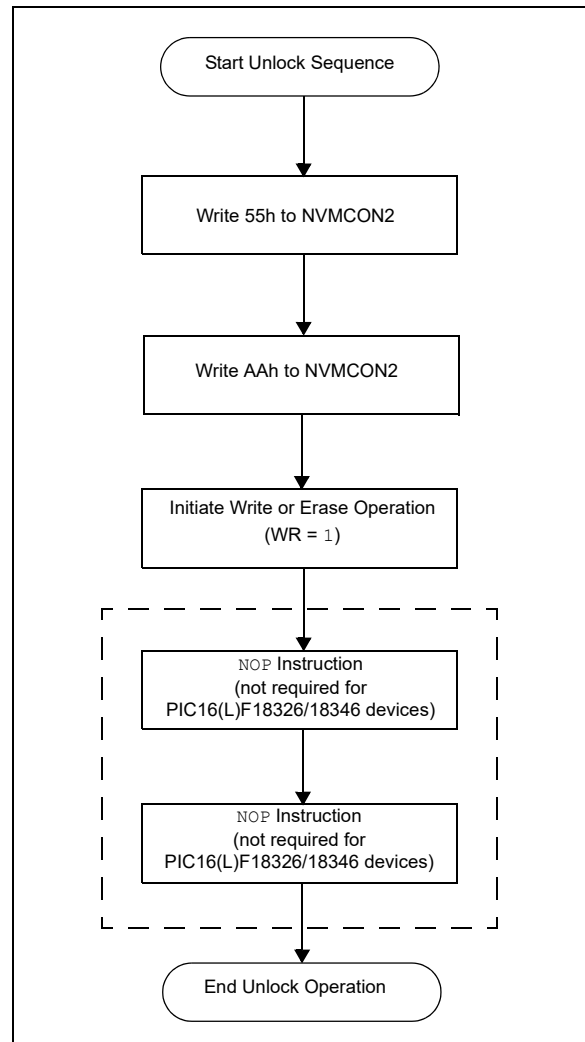 Start Unlock Sequence
Write 55h to NVMCON2
Write AAh to NVMCON2
Initiate Write or Erase Operation
(WR = 1)
NOP Instruction
(not required for
PIC16(L)F18326/18346 devices)
NOP Instruction
(not required for
PIC16(L)F18326/18346 devices)
End Unlock Operation